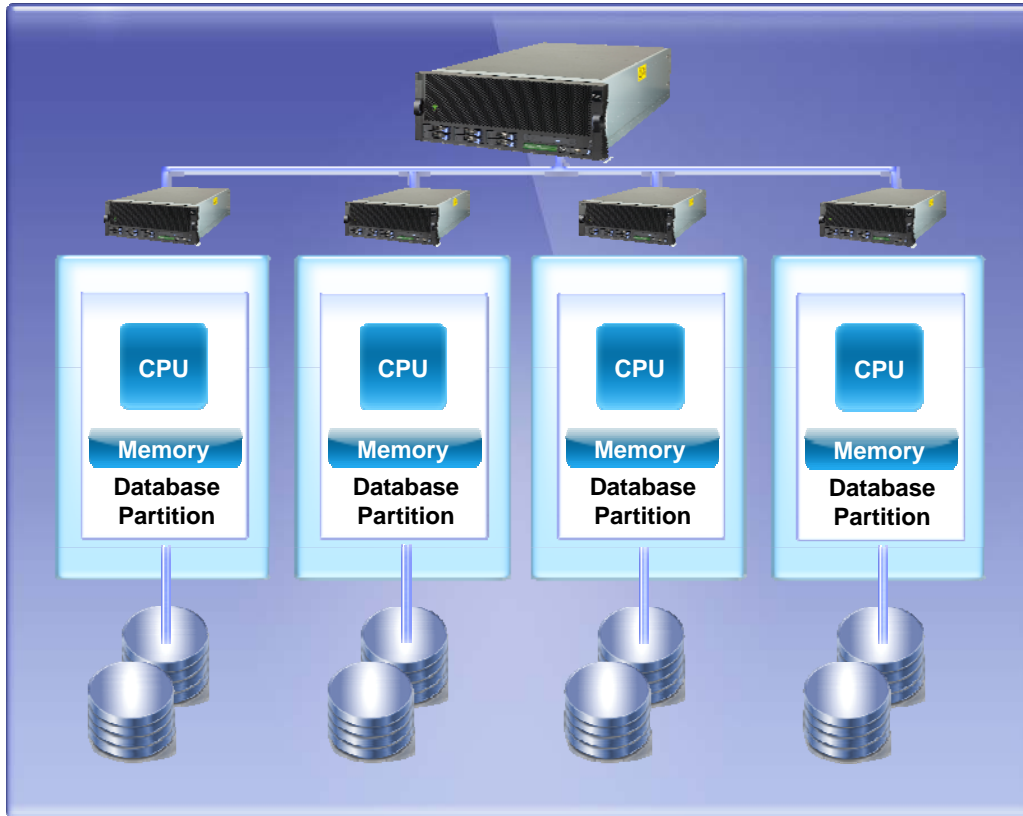 CPU
Memory
Database
Partition
CPU
Memory
Database
Partition
CPU
Memory
Database
Partition
CPU
Memory
Database
Partition